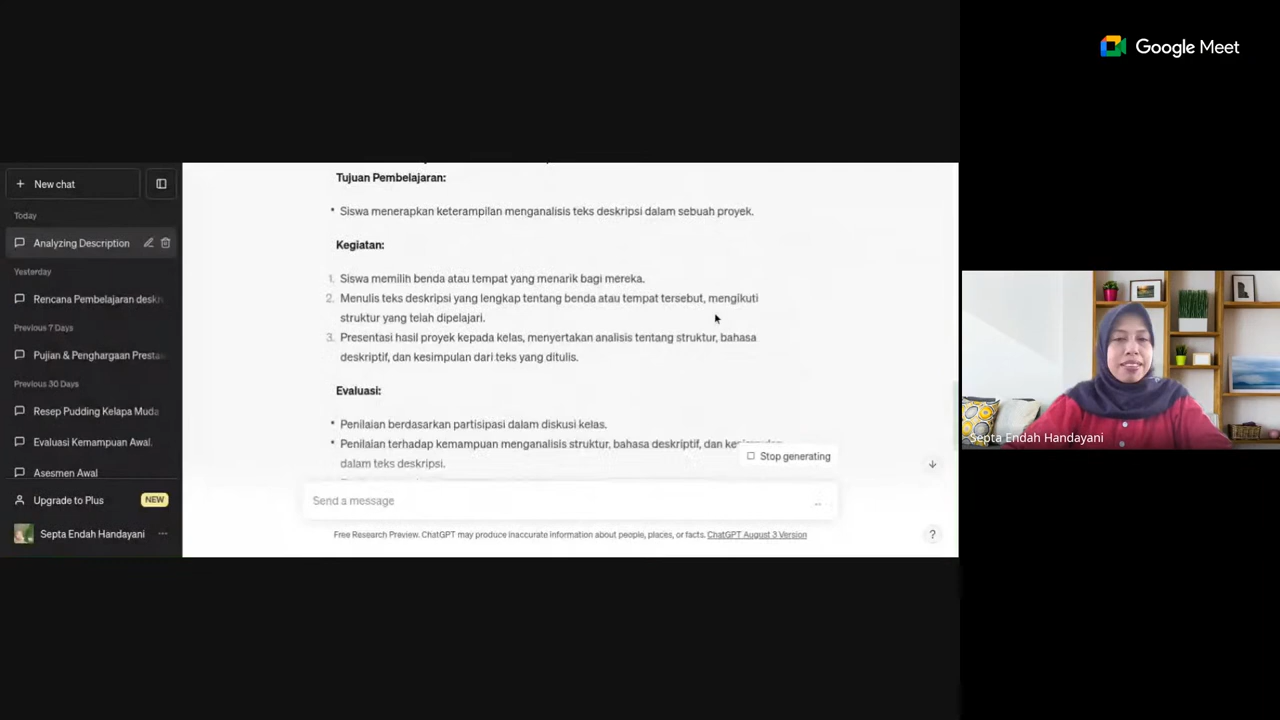 Google Meet
New chat
Today
Analyzing Description
Yesterday
Rencana Pembelajaran deskri
Previous 7 Days
Pujian & Penghargaan Presta
Previous 30 Days
Resep Pudding Kelapa Muda
Evaluasi Kemampuan Awal.
Asesmen Awal
Upgrade to Plus
NEW
Septa Endah Handayani
Tujuan Pembelajaran:
• Siswa menerapkan keterampilan menganalisis teks deskripsi dalam sebuah proyek.
Kegiatan:
1. Siswa memilih benda atau tempat yang menarik bagi mereka.
2. Menulis teks deskripsi yang lengkap tentang benda atau tempat tersebut, mengikuti
struktur yang telah dipelajari.
3. Presentasi hasil proyek kepada kelas, menyertakan analisis tentang struktur, bahasa
deskriptif, dan kesimpulan dari teks yang ditulis.
Evaluasi:
• Penilaian berdasarkan partisipasi dalam diskusi kelas.
• Penilaian terhadap kemampuan menganalisis struktur, bahasa deskriptif, dan
dalam teks deskripsi.
Stop generating
Send a message
Free Research Preview. ChatGPT may produce inaccurate information about people, places, or facts. ChatGPT August 3 Version
?
Septa Endah Handayani